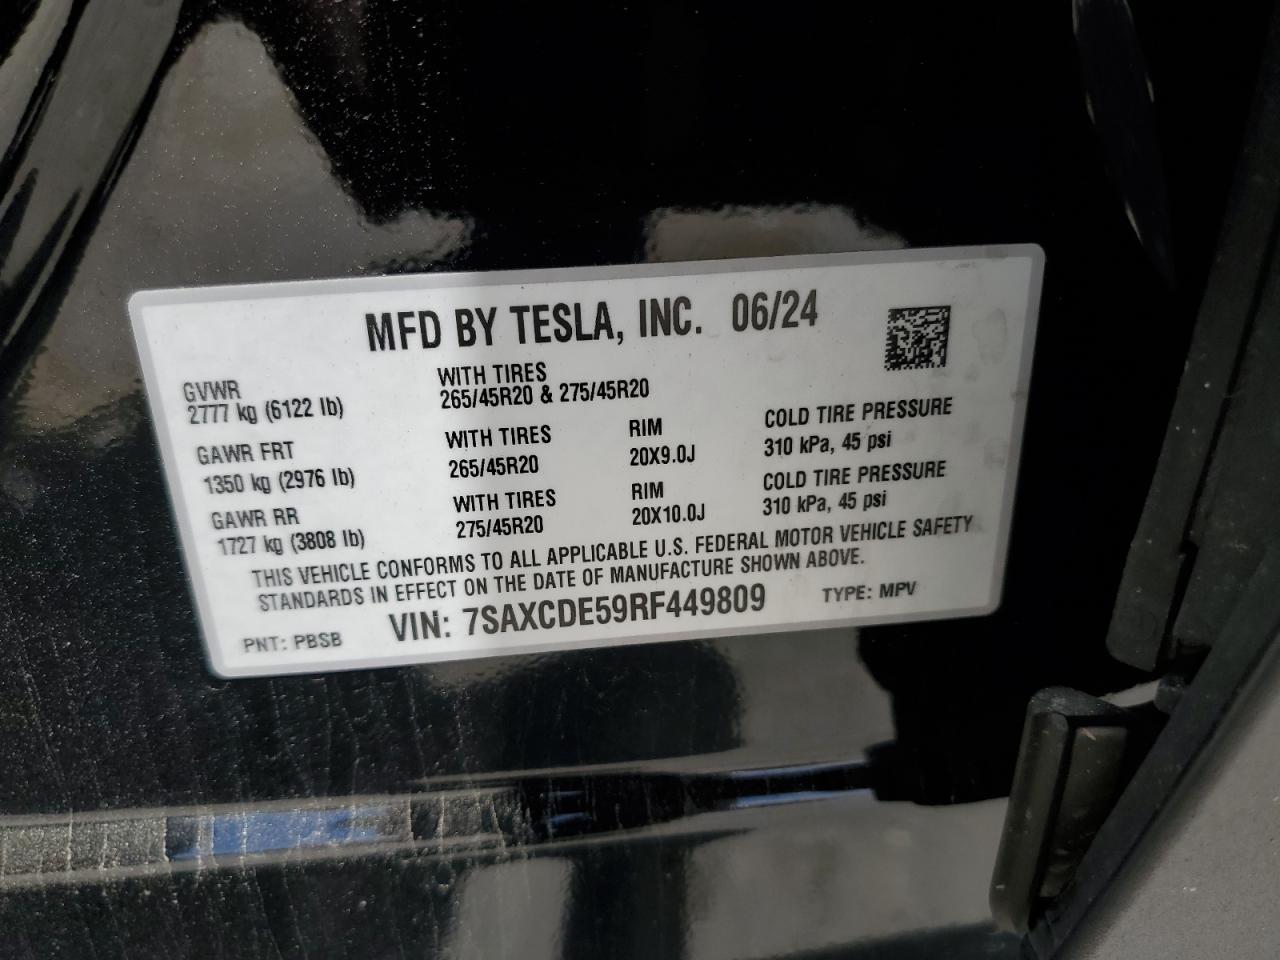 MFD BY TESLA, INC. 06/24
GVWR
2777 kg (6122 lb)
WITH TIRES
265/45R20 & 275/45R20
GAWR FRT
1350 kg (2976 lb)
WITH TIRES
265/45R20
RIM
20X9.0J
COLD TIRE PRESSURE
310 kPa, 45 psi
GAWR RR
1727 kg (3808 lb)
WITH TIRES
275/45R20
RIM
20X10.0J
COLD TIRE PRESSURE
310 kPa, 45 psi
THIS VEHICLE CONFORMS TO ALL APPLICABLE U.S. FEDERAL MOTOR VEHICLE SAFETY
STANDARDS IN EFFECT ON THE DATE OF MANUFACTURE SHOWN ABOVE.
PNT: PBSB VIN: 7SAXCDE59RF449809 TYPE: MPV